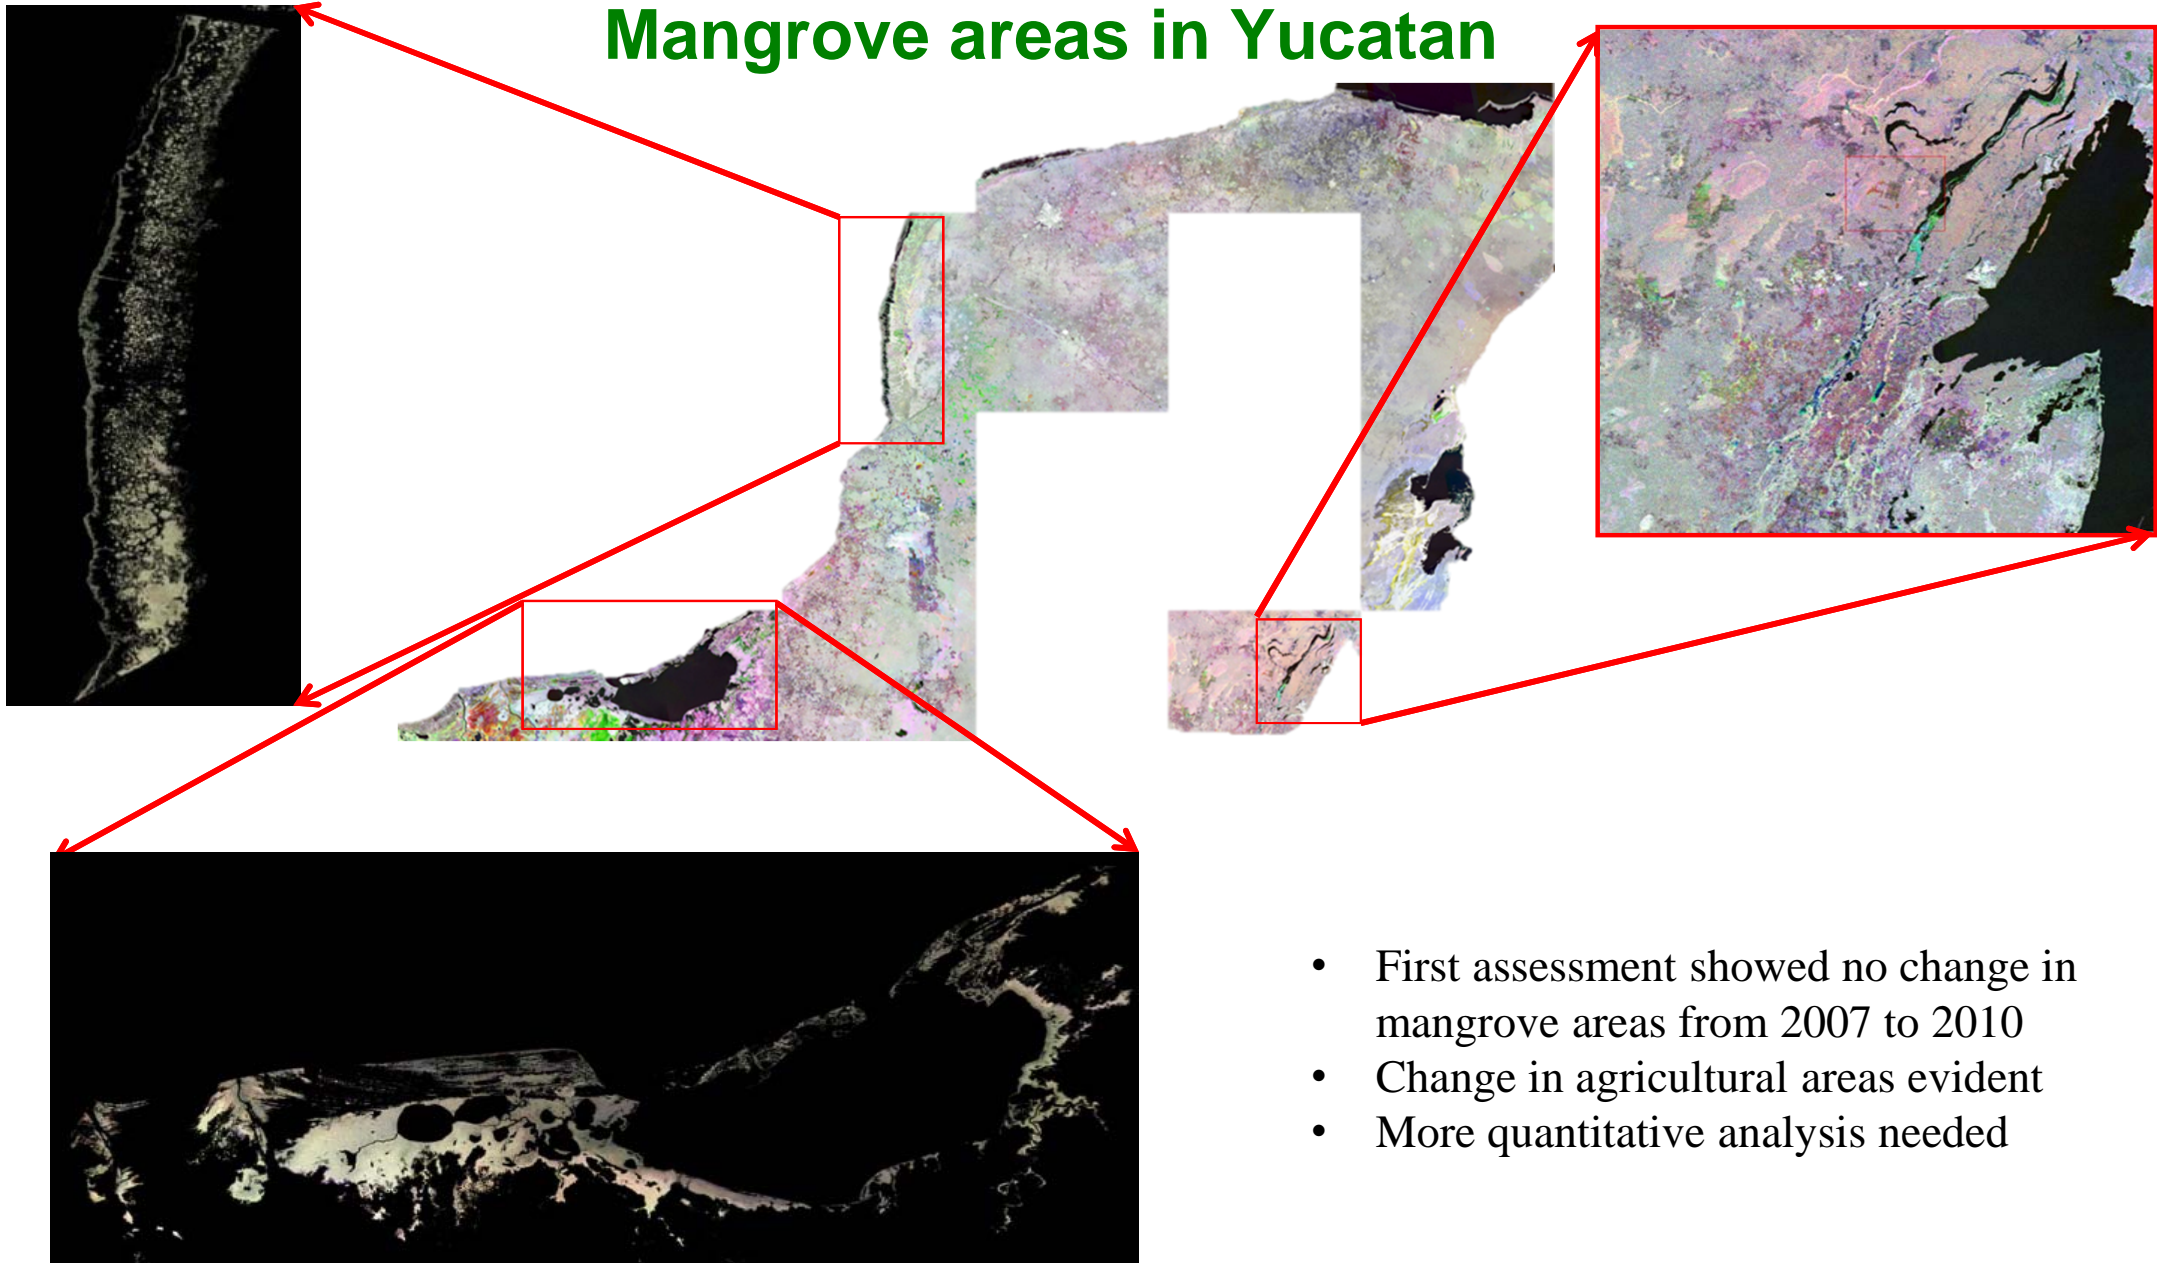 Mangrove areas in Yucatan
• First assessment showed no change in
mangrove areas from 2007 to 2010
• Change in agricultural areas evident
• More quantitative analysis needed